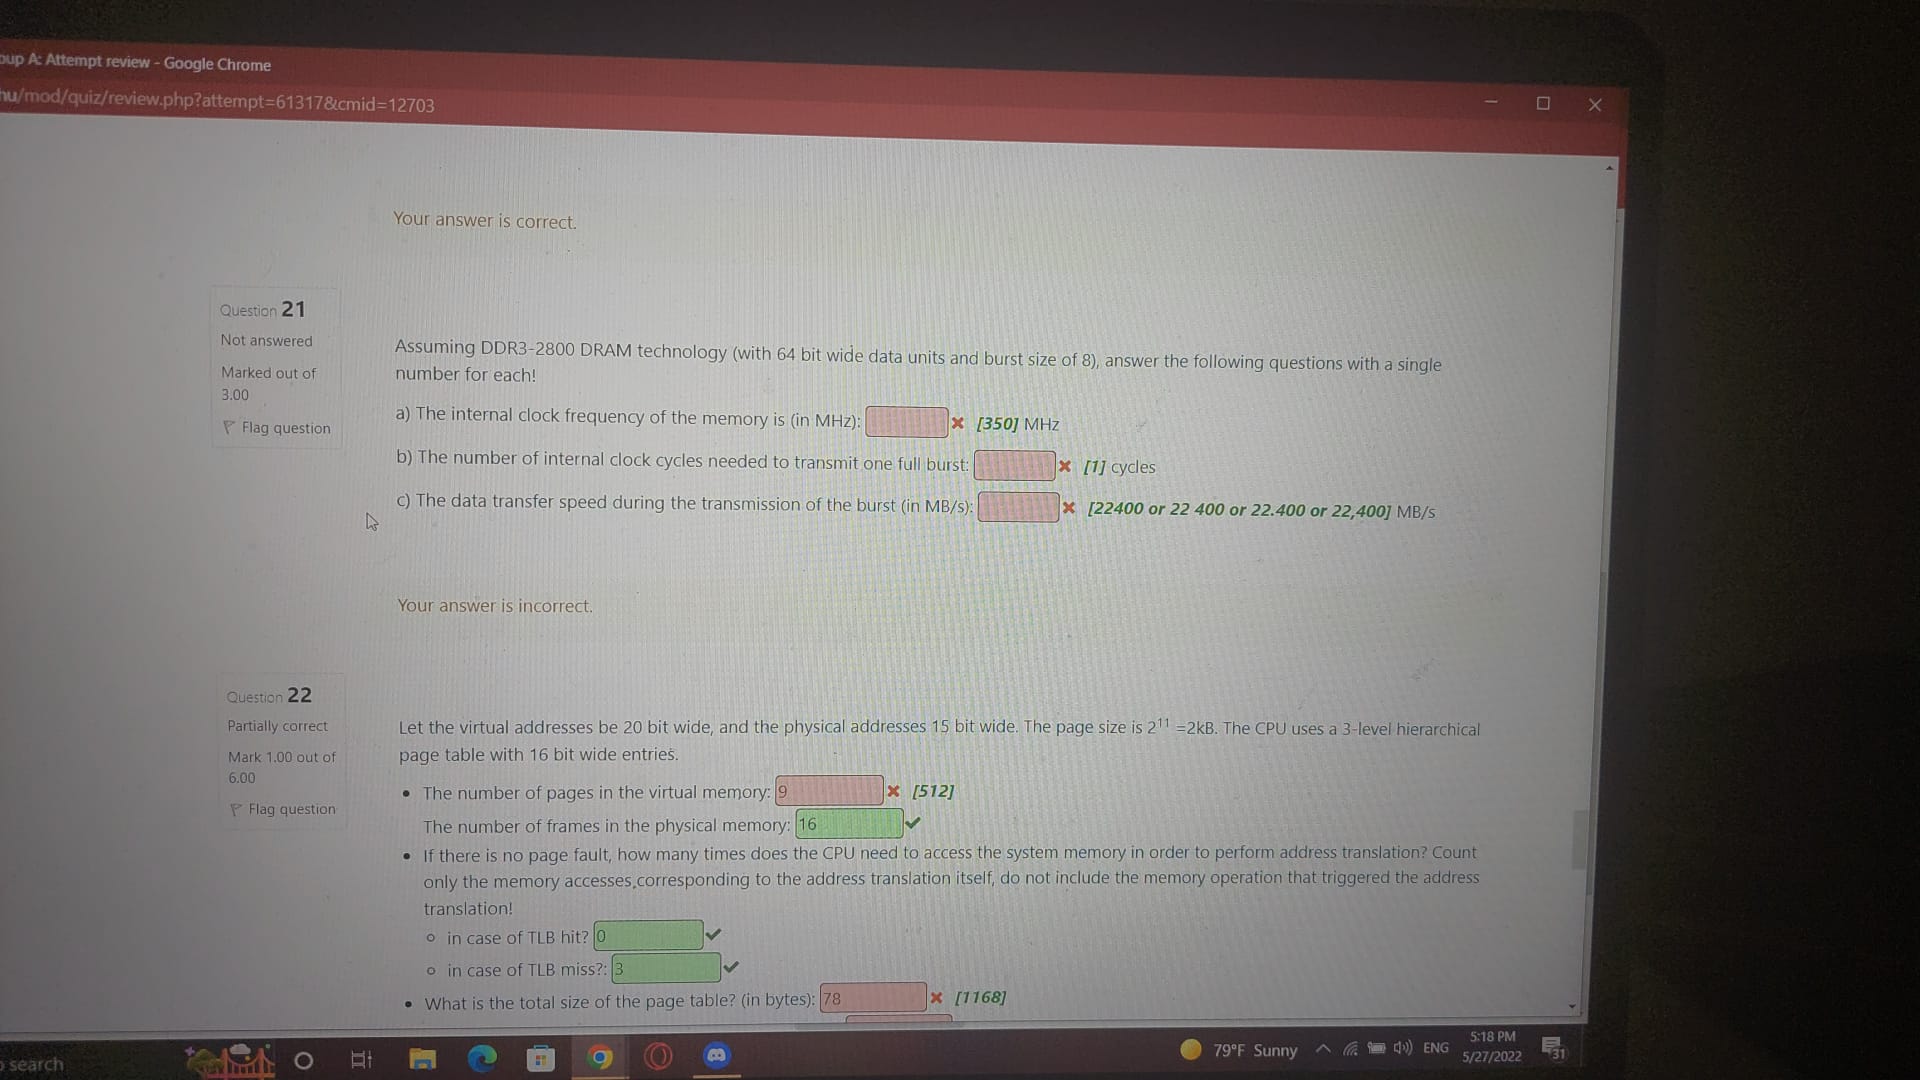 oup A: Attempt review - Google Chrome
hu/mod/quiz/review.php?attempt=61317&cmid=12703
Your answer is correct.
Question 21
Not answered
Marked out of
3.00
Flag question
Assuming DDR3-2800 DRAM technology (with 64 bit wide data units and burst size of 8), answer the following questions with a single
number for each!
a) The internal clock frequency of the memory is (in MHz): [350] MHz
b) The number of internal clock cycles needed to transmit one full burst: [1] cycles
c) The data transfer speed during the transmission of the burst (in MB/s): [22400 or 22 400 or 22.400 or 22,400] MB/s
Your answer is incorrect.
Question 22
Partially correct
Mark 1.00 out of
6.00
Flag question
Let the virtual addresses be 20 bit wide, and the physical addresses 15 bit wide. The page size is 2¹¹ =2kB. The CPU uses a 3-level hierarchical
page table with 16 bit wide entries.
• The number of pages in the virtual memory: 9 [512]
The number of frames in the physical memory: 16
• If there is no page fault, how many times does the CPU need to access the system memory in order to perform address translation? Count
only the memory accesses corresponding to the address translation itself, do not include the memory operation that triggered the address
translation!
in case of TLB hit? 0
in case of TLB miss?: 3
• What is the total size of the page table? (in bytes): 78 [1168]
search
79°F Sunny
ENG
5:18 PM
5/27/2022
31